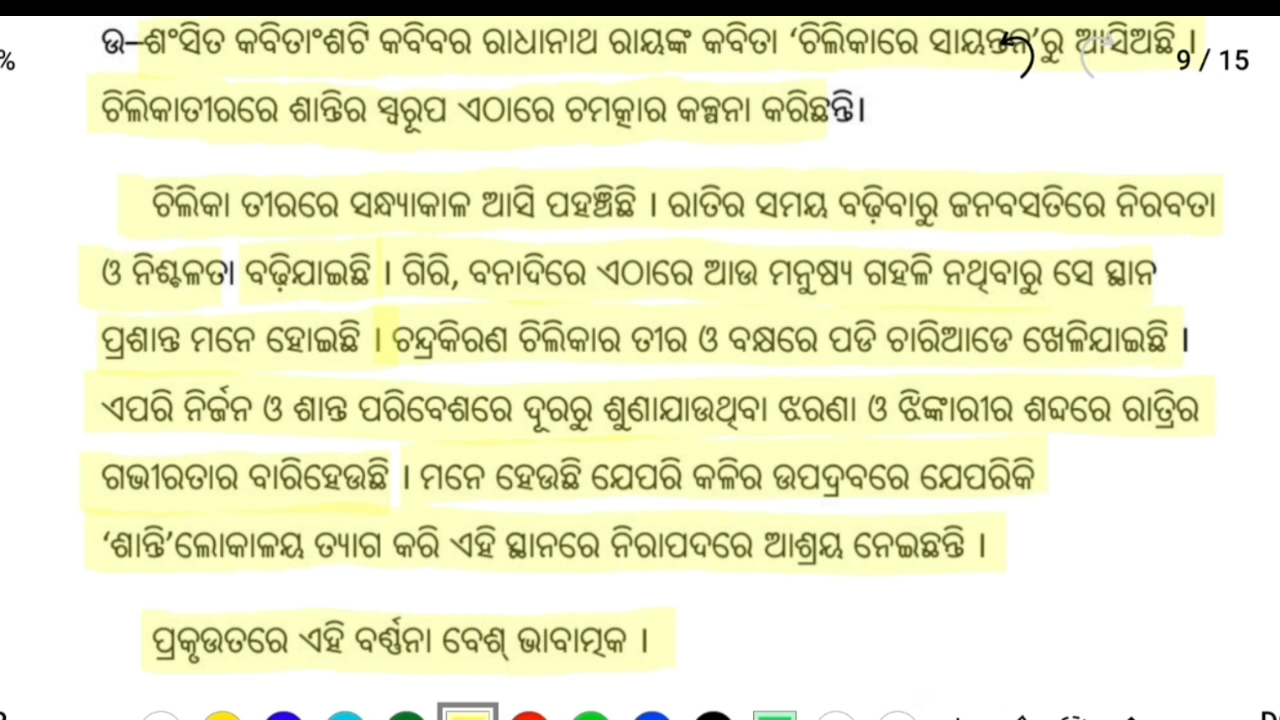 ଉ–ଶଂସିତ କବିତାଂଶଟି କବିବର ରାଧାନାଥ ରାୟଙ୍କ କବିତା ‘ଚିଲିକାରେ ସାୟନ୍ତନ’ରୁ ଆସିଅଛି ।
%
9 / 15
ଚିଲିକାତୀରରେ ଶାନ୍ତିର ସ୍ୱରୂପ ଏଠାରେ ଚମତ୍କାର କଳ୍ପନା କରିଛନ୍ତି।
ଚିଲିକା ତୀରରେ ସନ୍ଧ୍ୟାକାଳ ଆସି ପହଞ୍ଚିଛି । ରାତିର ସମୟ ବଢ଼ିବାରୁ ଜନବସତିରେ ନିରବତା
ଓ ନିଶ୍ଚଳତା ବଢ଼ିଯାଇଛି । ଗିରି, ବନାଦିରେ ଏଠାରେ ଆଉ ମନୁଷ୍ୟ ଗହଳି ନଥିବାରୁ ସେ ସ୍ଥାନ
ପ୍ରଶାନ୍ତ ମନେ ହୋଇଛି । ଚନ୍ଦ୍ରକିରଣ ଚିଲିକାର ତୀର ଓ ବକ୍ଷରେ ପଡି ଚାରିଆଡେ ଖେଳିଯାଇଛି ।
ଏପରି ନିର୍ଜନ ଓ ଶାନ୍ତ ପରିବେଶରେ ଦୂରରୁ ଶୁଣାଯାଉଥିବା ଝରଣା ଓ ଝିଙ୍କାରୀର ଶବ୍ଦରେ ରାତ୍ରିର
ଗଭୀରତାର ବାରିହେଉଛି । ମନେ ହେଉଛି ଯେପରି କଳିର ଉପଦ୍ରବରେ ଯେପରିକି
‘ଶାନ୍ତି’ଲୋକାଳୟ ତ୍ୟାଗ କରି ଏହି ସ୍ଥାନରେ ନିରାପଦରେ ଆଶ୍ରୟ ନେଇଛନ୍ତି ।
ପ୍ରକୃଉତରେ ଏହି ବର୍ଣ୍ଣନା ବେଶ୍ ଭାବାତ୍ମକ ।